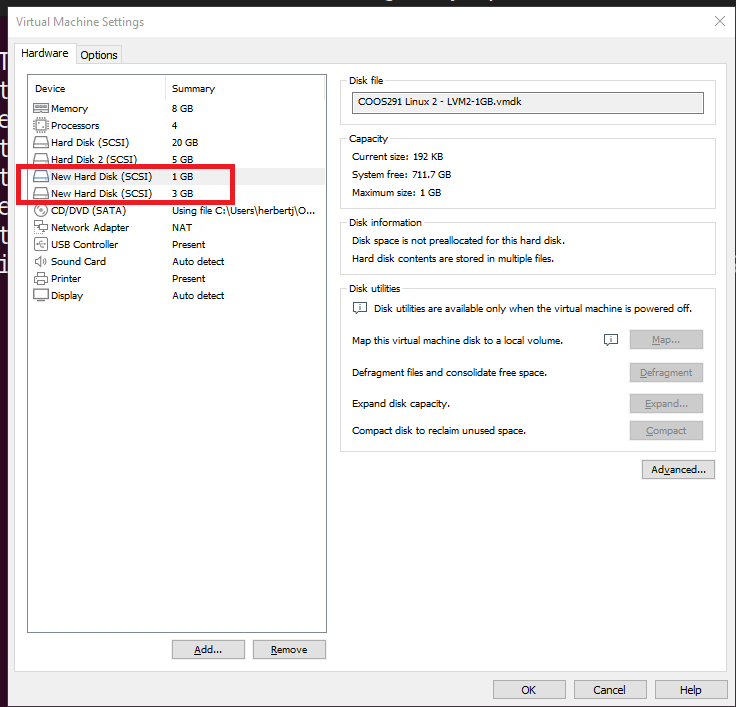 Virtual Machine Settings
Hardware Options
Device Summary
Memory 8 GB
Processors 4
Hard Disk (SCSI) 20 GB
Hard Disk 2 (SCSI) 5 GB
New Hard Disk (SCSI) 1 GB
New Hard Disk (SCSI) 3 GB
CD/DVD (SATA) Using file C:\Users\herbertj\O...
Network Adapter NAT
USB Controller Present
Sound Card Auto detect
Printer Present
Display Auto detect
Add... Remove
Disk file
COOS291 Linux 2 - LVM2-1GB.vmdk
Capacity
Current size: 192 KB
System free: 711.7 GB
Maximum size: 1 GB
Disk information
Disk space is not preallocated for this hard disk.
Hard disk contents are stored in multiple files.
Disk utilities
Disk utilities are available only when the virtual machine is powered off.
Map this virtual machine disk to a local volume. Map...
Defragment files and consolidate free space. Defragment
Expand disk capacity. Expand...
Compact disk to reclaim unused space. Compact
Advanced...
OK Cancel Help